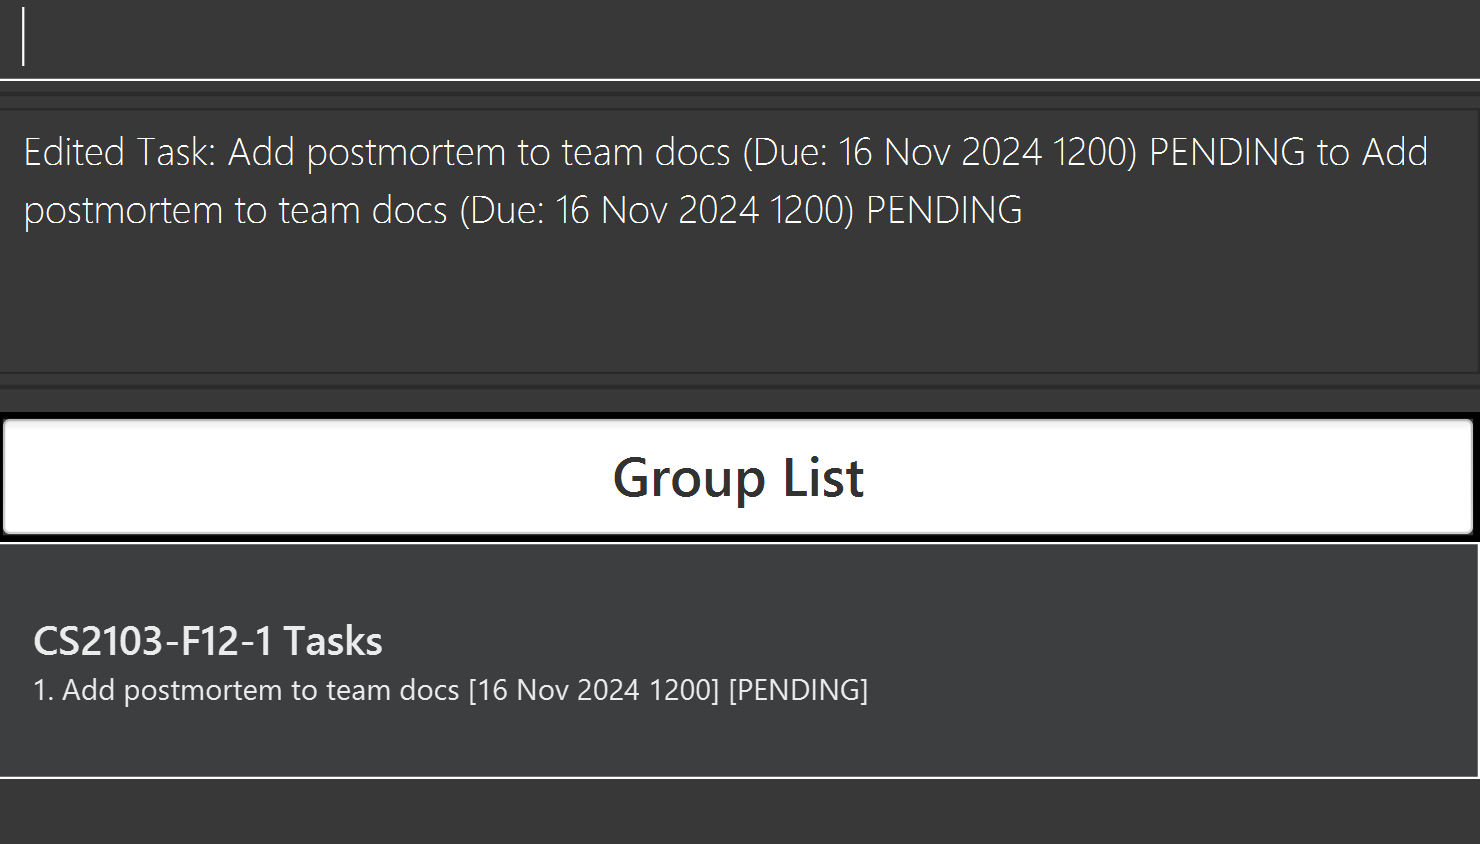 Edited Task: Add postmortem to team docs (Due: 16 Nov 2024 1200) PENDING to Add
postmortem to team docs (Due: 16 Nov 2024 1200) PENDING
Group List
CS2103-F12-1 Tasks
1. Add postmortem to team docs [16 Nov 2024 1200] [PENDING]